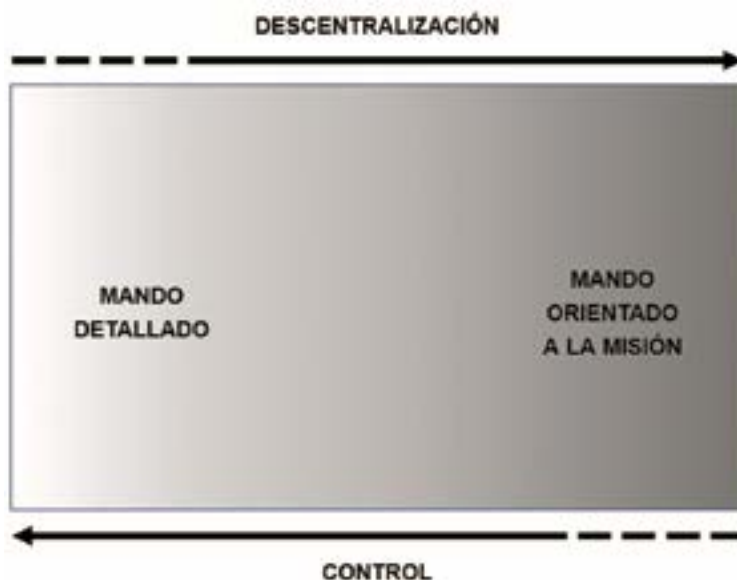 DESCENTRALIZACIÓN
MANDO
DETALLADO
MANDO
ORIENTADO
A LA MISIÓN
CONTROL